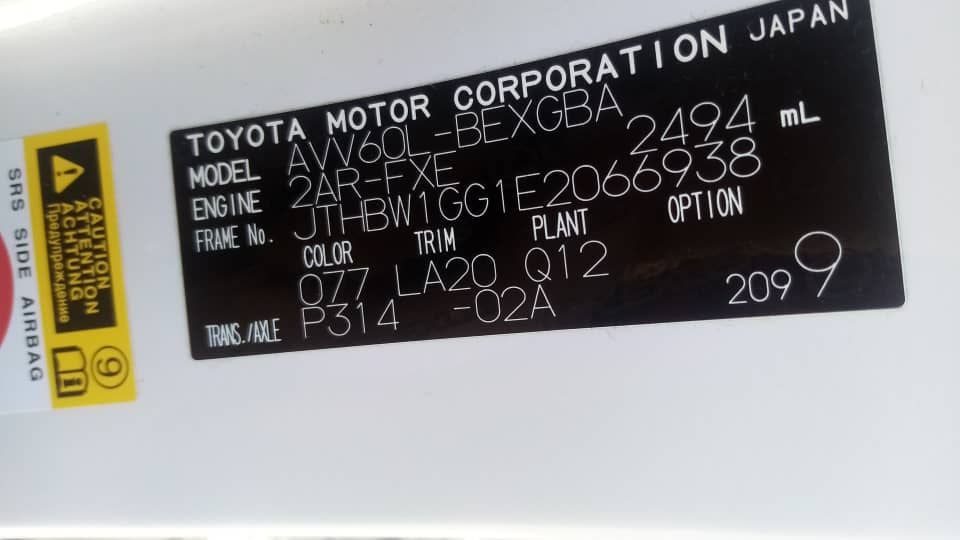 TOYOTA MOTOR CORPORATION JAPAN
MODEL AVV60L-BEXGBA
ENGINE 2AR-FXE 2494 mL
FRAME No. JTHBW1GG1E2066938
COLOR TRIM PLANT OPTION
077 LA20 Q12
TRANS./AXLE P314 -02A 209 9
CAUTION
ATTENTION
ACHTUNG
Предупреждение
9
SRS SIDE AIRBAG